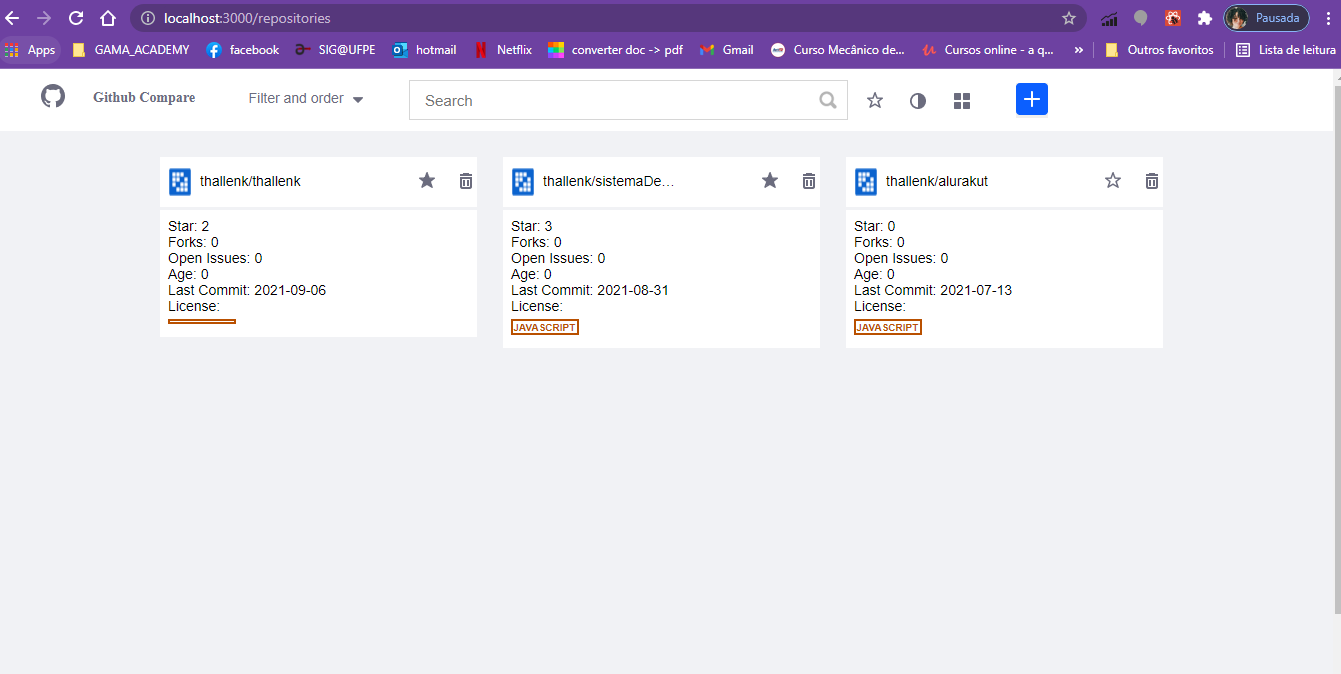 localhost:3000/repositories
Pausada
Apps GAMA_ACADEMY facebook SIG@UFPE hotmail Netflix converter doc -> pdf Gmail Curso Mecânico de... Cursos online - a q... » Outros favoritos Lista de leitura
Github Compare Filter and order Search
thallenk/thallenk
Star: 2
Forks: 0
Open Issues: 0
Age: 0
Last Commit: 2021-09-06
License:
thallenk/sistemaDe...
Star: 3
Forks: 0
Open Issues: 0
Age: 0
Last Commit: 2021-08-31
License:
JAVASCRIPT
thallenk/alurakut
Star: 0
Forks: 0
Open Issues: 0
Age: 0
Last Commit: 2021-07-13
License:
JAVASCRIPT